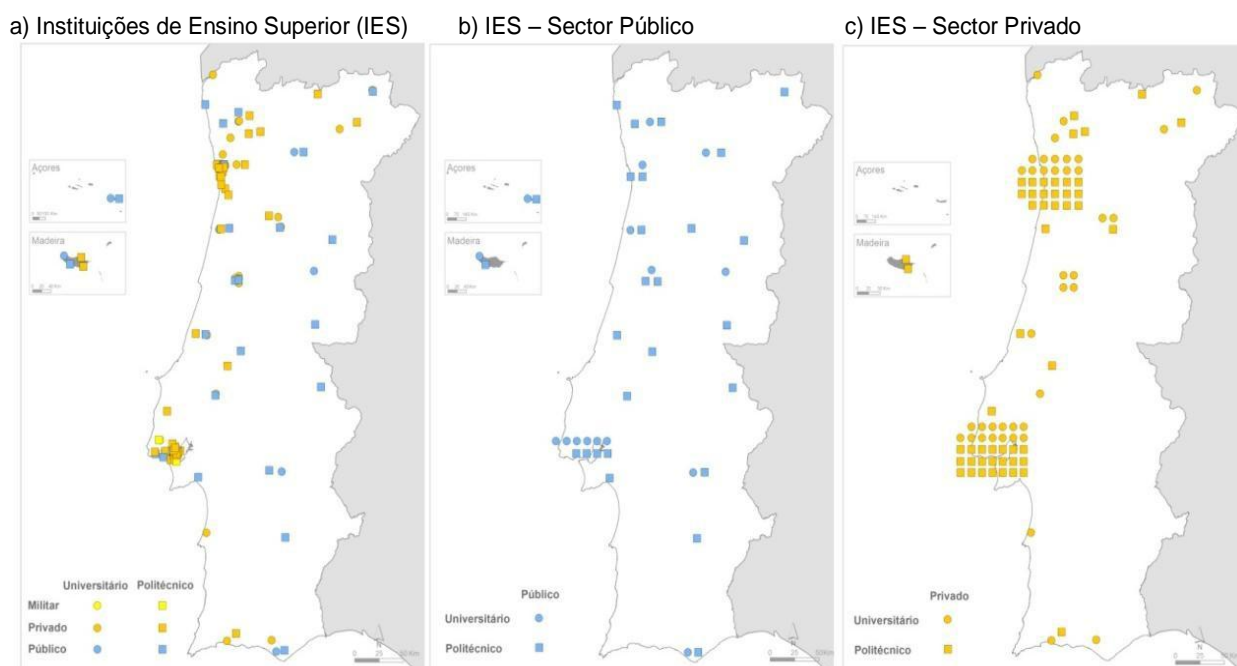 a) Instituições de Ensino Superior (IES)
b) IES – Sector Público
c) IES – Sector Privado
Açores
Madeira
Universitário Politécnico
Militar
Privado
Público
N
Açores
Madeira
Público
Universitário
Politécnico
N
Açores
Madeira
Privado
Universitário
Politécnico
N